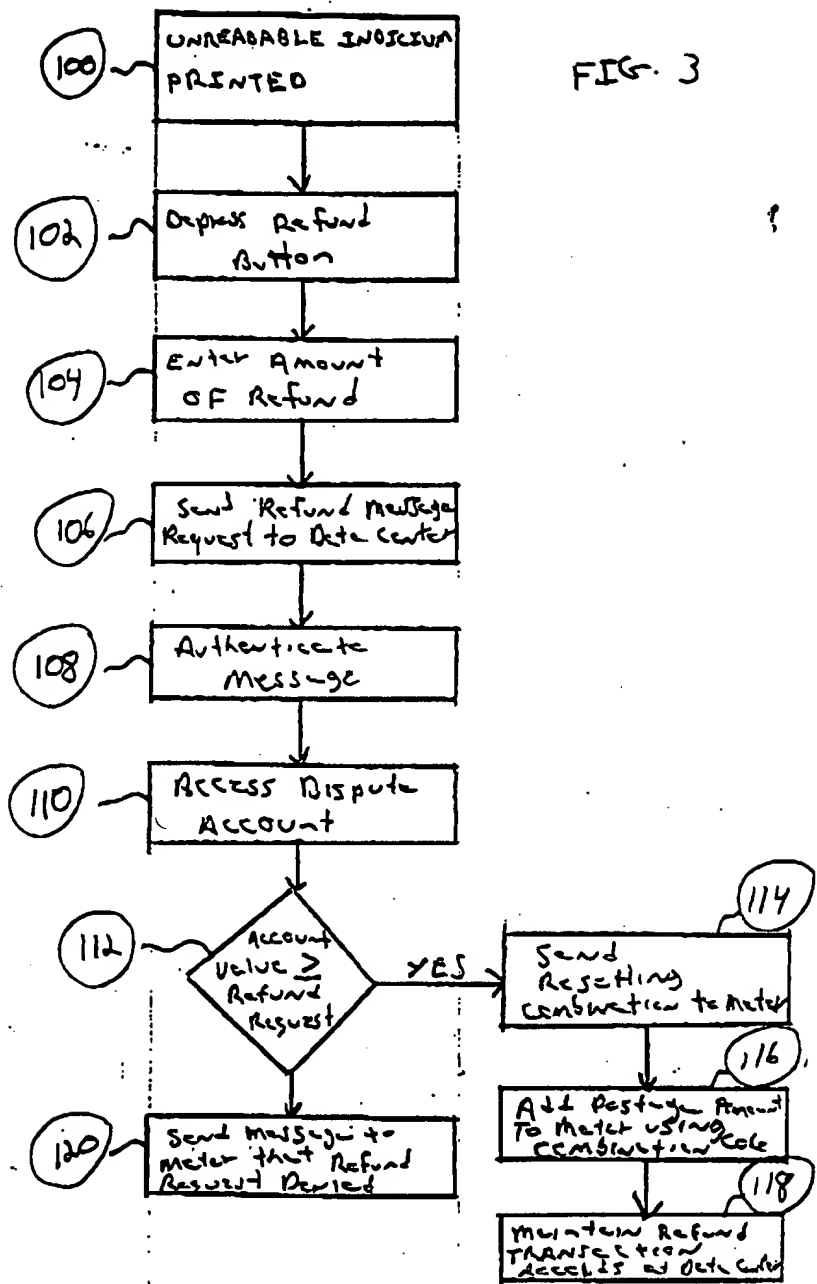 FIG. 3
100
UNREADABLE INDICIUM
PRINTED
102
Depress Refund
Button
104
Enter Amount
OF Refund
106
Send Refund Message
Request to Data Center
108
Authenticate
Message
110
Access Dispute
Account
112
Account
Value ≥
Refund
Request
YES
114
Send
Resetting
Combination to Meter
116
Add Postage Amount
To Meter using
Combination Code
118
Maintain Refund
TRANSACTION
Records at Data Center
120
Send Message to
Meter that Refund
Request Denied